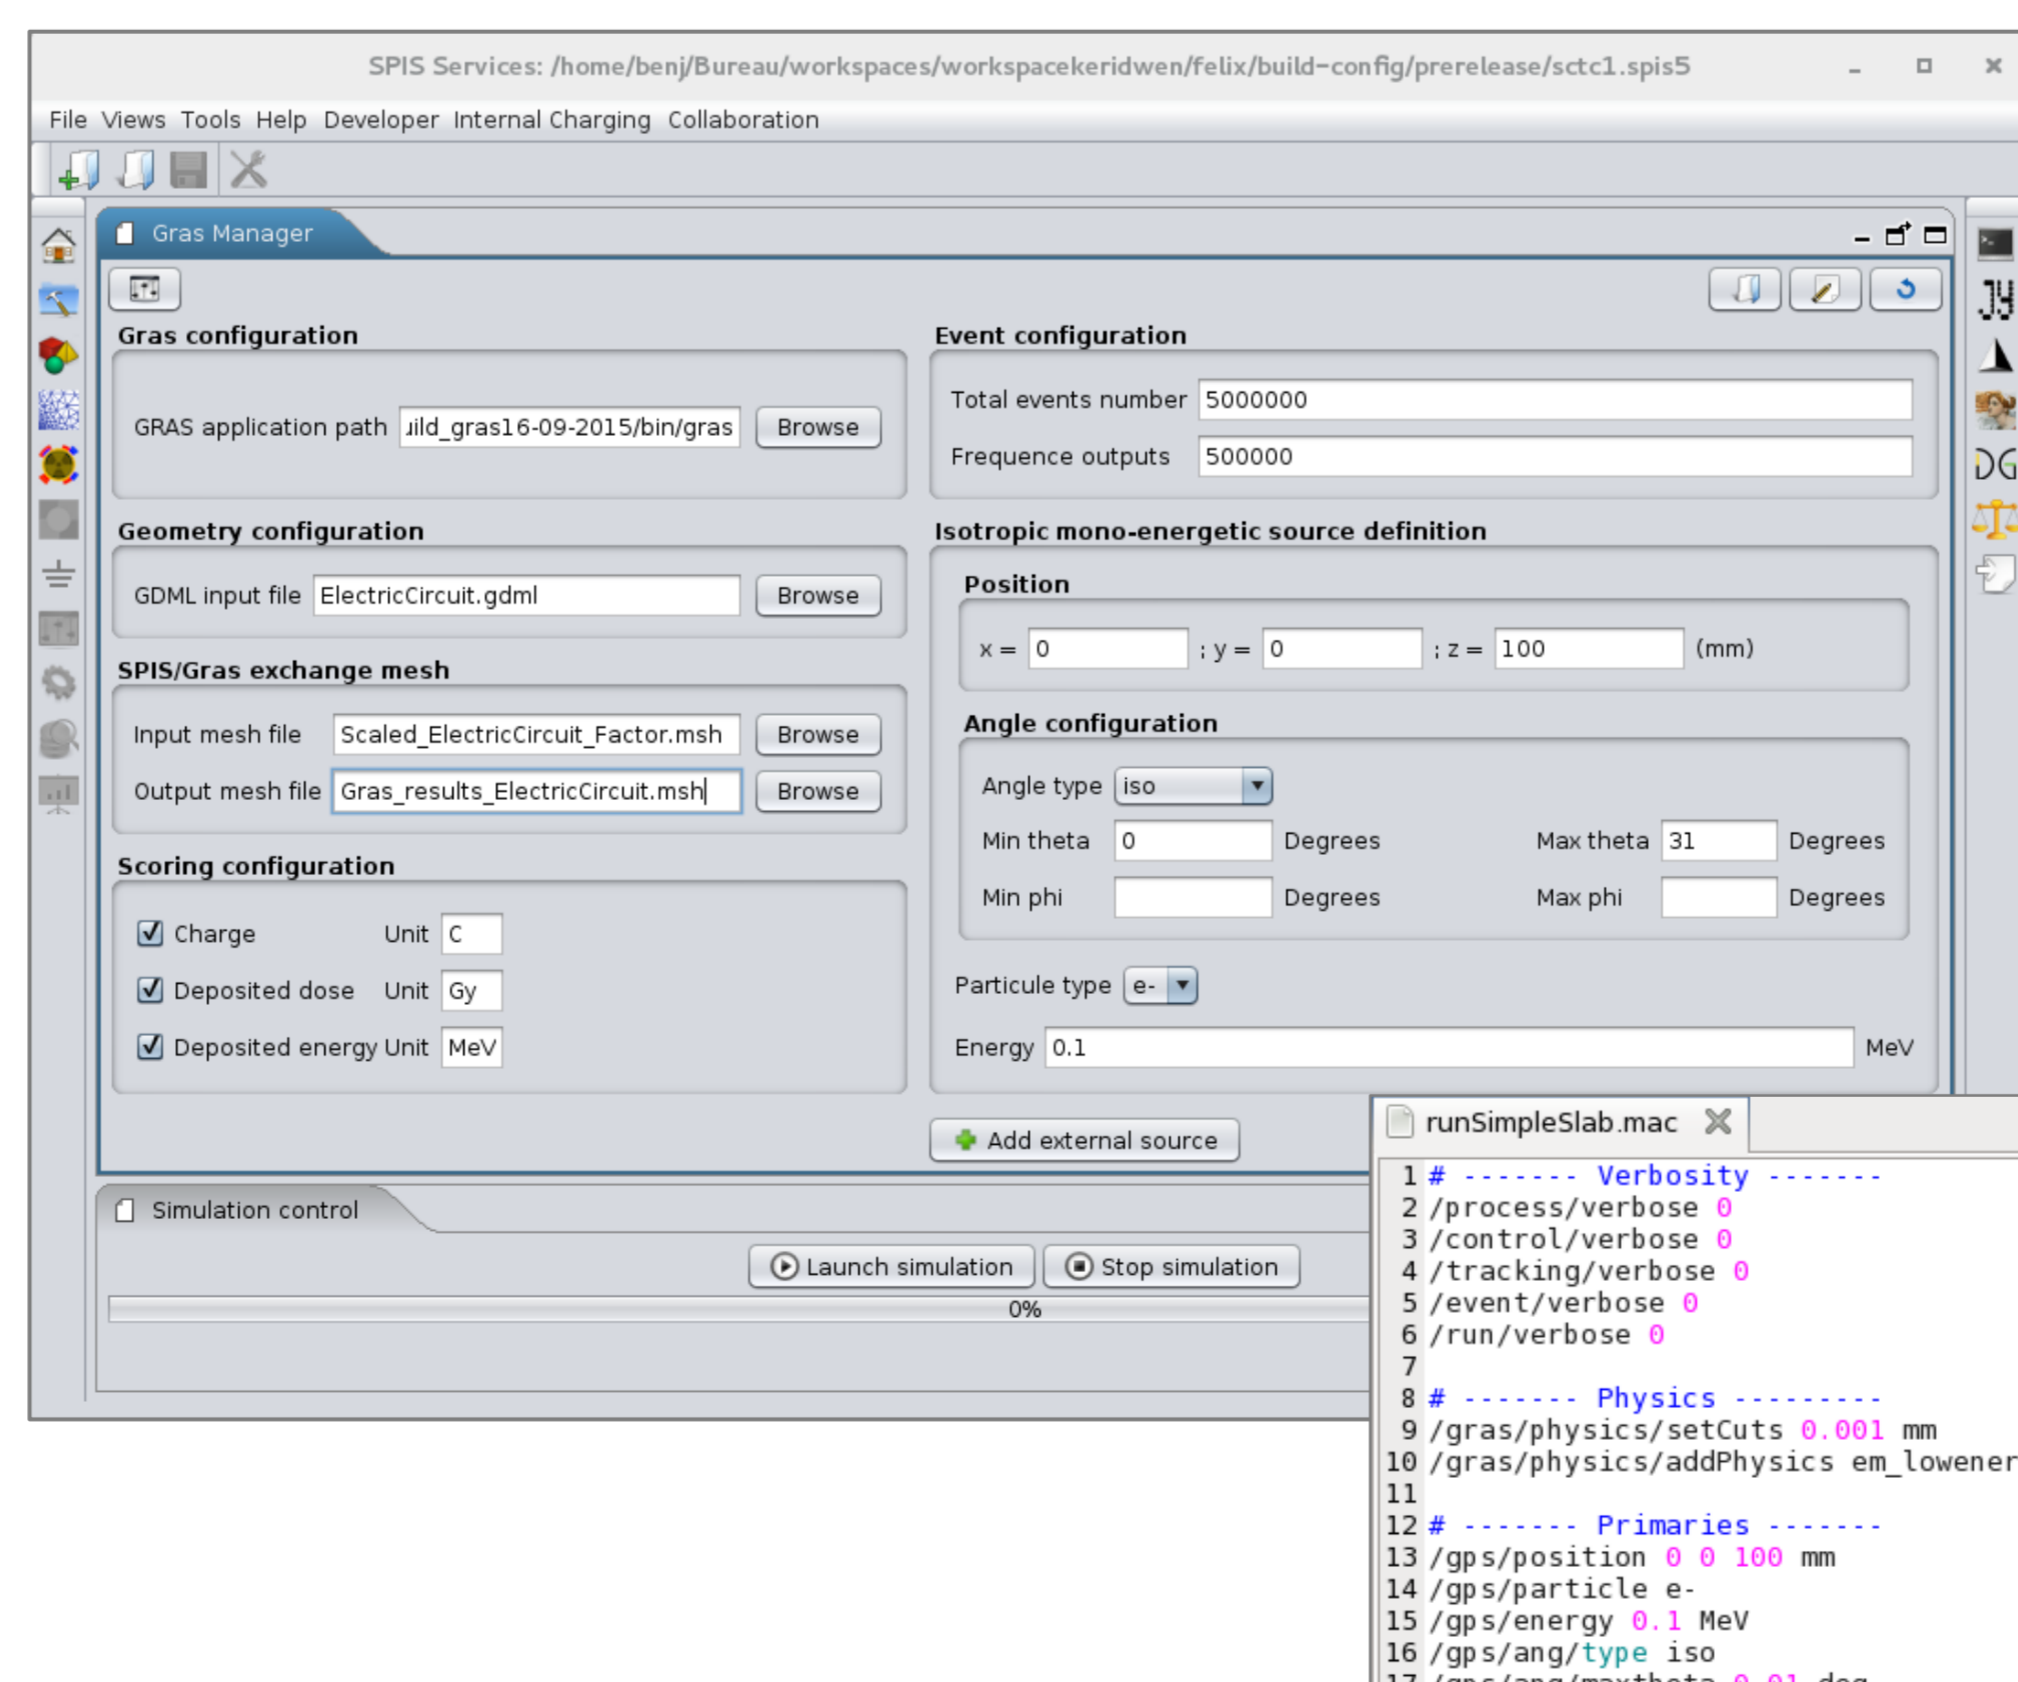 SPIS Services: /home/benj/Bureau/workspaces/workspacekeridwen/felix/build-config/prerelease/sctc1.spis5
File Views Tools Help Developer Internal Charging Collaboration
Gras Manager
Gras configuration
GRAS application path uild_gras16-09-2015/bin/gras Browse
Geometry configuration
GDML input file ElectricCircuit.gdml Browse
SPIS/Gras exchange mesh
Input mesh file Scaled_ElectricCircuit_Factor.msh Browse
Output mesh file Gras_results_ElectricCircuit.msh Browse
Scoring configuration
Charge Unit C
Deposited dose Unit Gy
Deposited energy Unit MeV
Event configuration
Total events number 5000000
Frequence outputs 500000
Isotropic mono-energetic source definition
Position
x = 0 ; y = 0 ; z = 100 (mm)
Angle configuration
Angle type iso
Min theta 0 Degrees Max theta 31 Degrees
Min phi Degrees Max phi Degrees
Particule type e-
Energy 0.1 MeV
Add external source
JY
DG
Simulation control
Launch simulation Stop simulation
0%
runSimpleSlab.mac
1 # ------- Verbosity -------
2 /process/verbose 0
3 /control/verbose 0
4 /tracking/verbose 0
5 /event/verbose 0
6 /run/verbose 0
7
8 # ------- Physics ---------
9 /gras/physics/setCuts 0.001 mm
10 /gras/physics/addPhysics em_lowener
11
12 # ------- Primaries -------
13 /gps/position 0 0 100 mm
14 /gps/particle e-
15 /gps/energy 0.1 MeV
16 /gps/ang/type iso